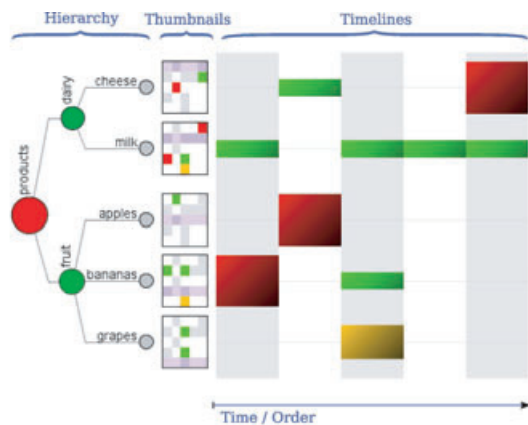 Hierarchy Thumbnails Timelines
cheese
dairy
milk
products
apples
fruit
bananas
grapes
Time / Order